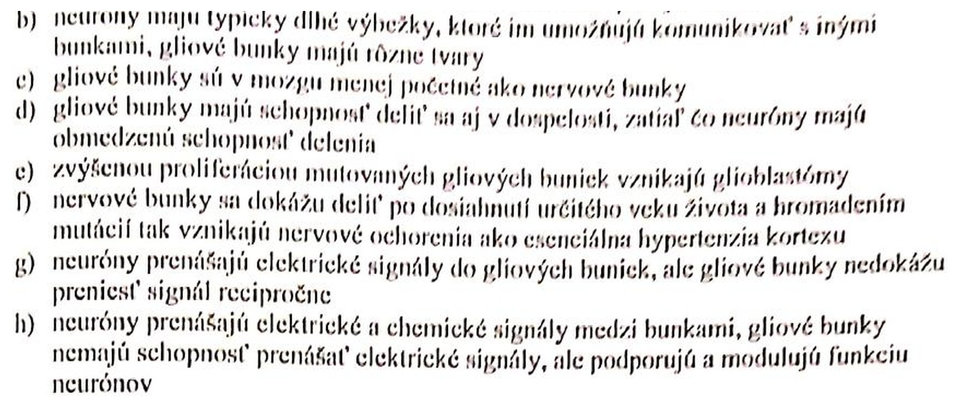 b) neuróny majú typicky dlhé výbežky, ktoré im umožňujú komunikovať s inými
bunkami, gliové bunky majú rôzne tvary
c) gliové bunky sú v mozgu menej početné ako nervové bunky
d) gliové bunky majú schopnosť deliť sa aj v dospelosti, zatiaľ čo neuróny majú
obmedzenú schopnosť delenia
e) zvýšenou proliferáciou mutovaných gliových buniek vznikajú glioblastómy
f) nervové bunky sa dokážu deliť po dosiahnutí určitého veku života a hromadením
mutácií tak vznikajú nervové ochorenia ako esenciálna hypertenzia kortexu
g) neuróny prenášajú elektrické signály do gliových buniek, ale gliové bunky nedokážu
preniesť signál recipročne
h) neuróny prenášajú elektrické a chemické signály medzi bunkami, gliové bunky
nemajú schopnosť prenášať elektrické signály, ale podporujú a modulujú funkciu
neurónov